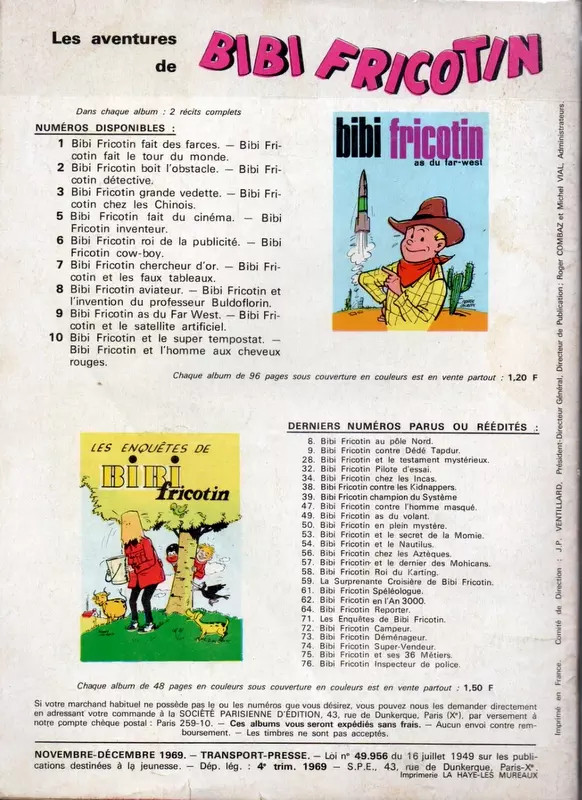 Les aventures
de
BIBI FRICOTIN
Dans chaque album : 2 récits complets
NUMÉROS DISPONIBLES :
1 Bibi Fricotin fait des farces. — Bibi Fri-
cotin fait le tour du monde.
2 Bibi Fricotin boit l'obstacle. — Bibi Fri-
cotin détective.
3 Bibi Fricotin grande vedette. — Bibi Fri-
cotin chez les Chinois.
5 Bibi Fricotin fait du cinéma. — Bibi
Fricotin inventeur.
6 Bibi Fricotin roi de la publicité. — Bibi
Fricotin cow-boy.
7 Bibi Fricotin chercheur d'or. — Bibi Fri-
cotin et les faux tableaux.
8 Bibi Fricotin aviateur. — Bibi Fricotin et
l'invention du professeur Buldoflorin.
9 Bibi Fricotin as du Far West. — Bibi Fri-
cotin et le satellite artificiel.
10 Bibi Fricotin et le super tempostat. —
Bibi Fricotin et l'homme aux cheveux
rouges.
bibi fricotin
as du far-west
Chaque album de 96 pages sous couverture en couleurs est en vente partout : 1,20 F
LES ENQUÊTES DE
BIBI
fricotin
DERNIERS NUMÉROS PARUS OU RÉÉDITÉS :
8. Bibi Fricotin au pôle Nord.
9. Bibi Fricotin contre Dédé Tapdur.
28. Bibi Fricotin et le testament mystérieux.
32. Bibi Fricotin Pilote d'essai.
34. Bibi Fricotin chez les Incas.
38. Bibi Fricotin contre les Kidnappers.
39. Bibi Fricotin champion du Système
47. Bibi Fricotin contre l'homme masqué.
49. Bibi Fricotin as du volant.
50. Bibi Fricotin en plein mystère.
53. Bibi Fricotin et le secret de la Momie.
54. Bibi Fricotin et le Nautilus.
56. Bibi Fricotin chez les Aztèques.
57. Bibi Fricotin et le dernier des Mohicans.
58. Bibi Fricotin Roi du Karting.
59. La Surprenante Croisière de Bibi Fricotin.
61. Bibi Fricotin Spéléologue.
62. Bibi Fricotin en l'An 3000.
64. Bibi Fricotin Reporter.
71. Les Enquêtes de Bibi Fricotin.
72. Bibi Fricotin Campeur.
73. Bibi Fricotin Déménageur.
74. Bibi Fricotin Super-Vendeur.
75. Bibi Fricotin et ses 36 Métiers.
76. Bibi Fricotin Inspecteur de police.
Chaque album de 48 pages en couleurs sous couverture en couleurs est en vente partout : 1,50 F
Si votre marchand habituel ne possède pas le ou les numéros que vous désirez, vous pouvez nous les demander directement
en adressant votre commande à la SOCIÉTÉ PARISIENNE D'ÉDITION, 43, rue de Dunkerque, Paris (Xe), par versement à
notre compte chèque postal : Paris 259-10. — Ces albums vous seront expédiés sans frais. — Aucun envoi contre rem-
boursement. — Les timbres ne sont pas acceptés.
NOVEMBRE-DÉCEMBRE 1969. — TRANSPORT-PRESSE. — Loi n° 49.956 du 16 juillet 1949 sur les publi-
cations destinées à la jeunesse. — Dép. lég. : 4e trim. 1969 — S.P.E., 43, rue de Dunkerque, Paris-Xe.
Imprimerie LA HAYE-LES MUREAUX
Imprimé en France. Comité de Direction : J.P. VENTILLARD, Président-Directeur Général, Directeur de Publication ; Roger COMBAZ et Michel VIAL, Administrateurs.